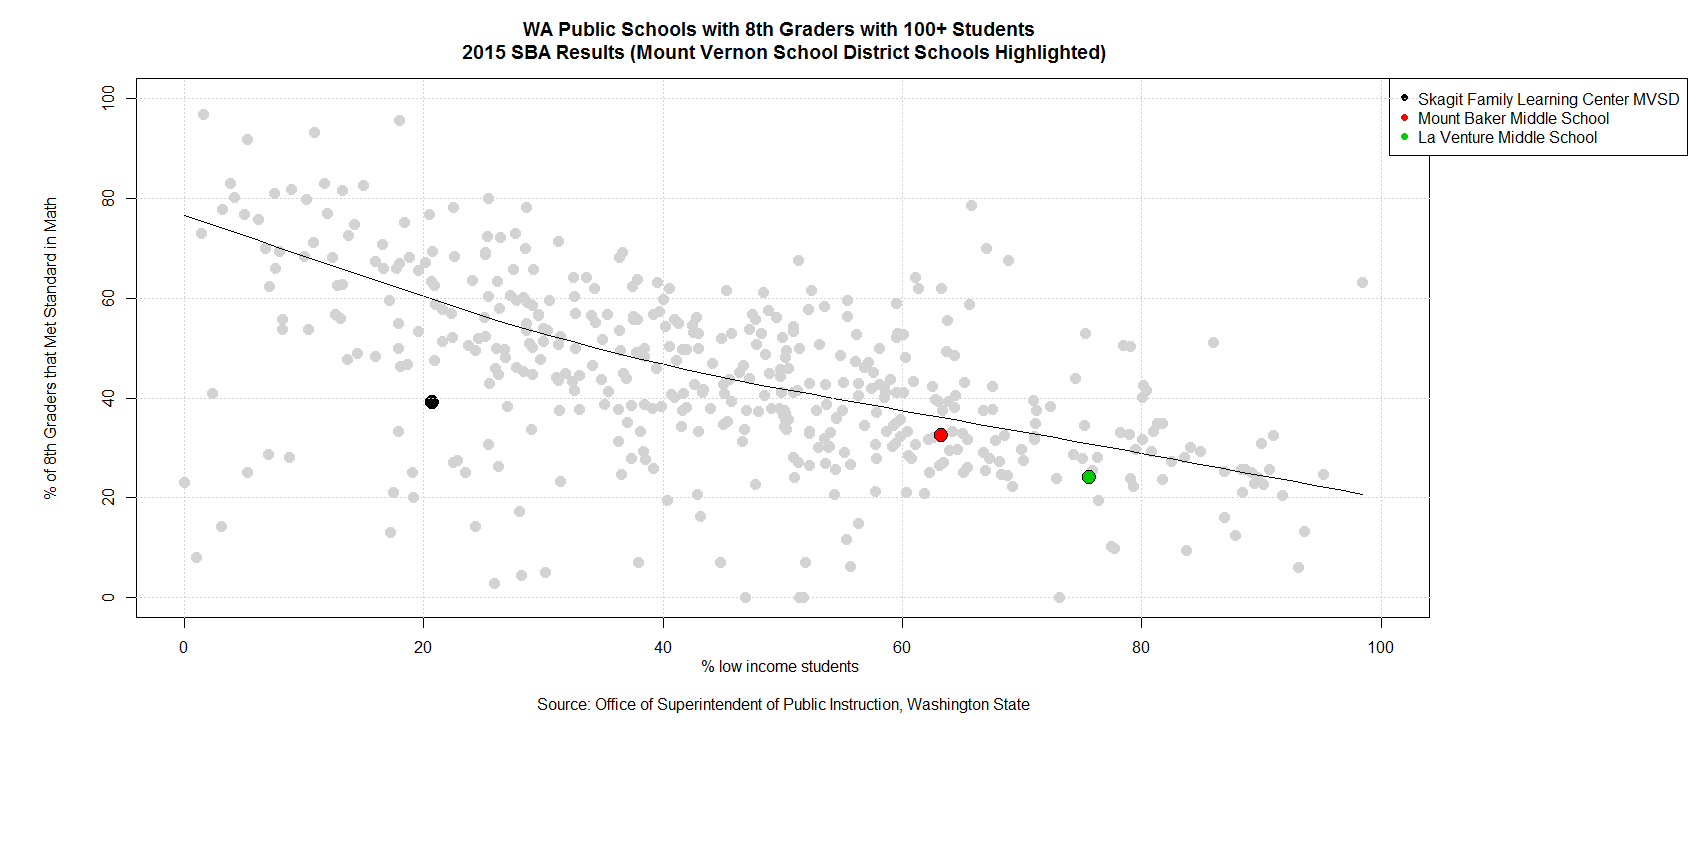 WA Public Schools with 8th Graders with 100+ Students
2015 SBA Results (Mount Vernon School District Schools Highlighted)
Skagit Family Learning Center MVSD
Mount Baker Middle School
La Venture Middle School
% of 8th Graders that Met Standard in Math
100
80
60
40
20
0
0 20 40 60 80 100
% low income students
Source: Office of Superintendent of Public Instruction, Washington State